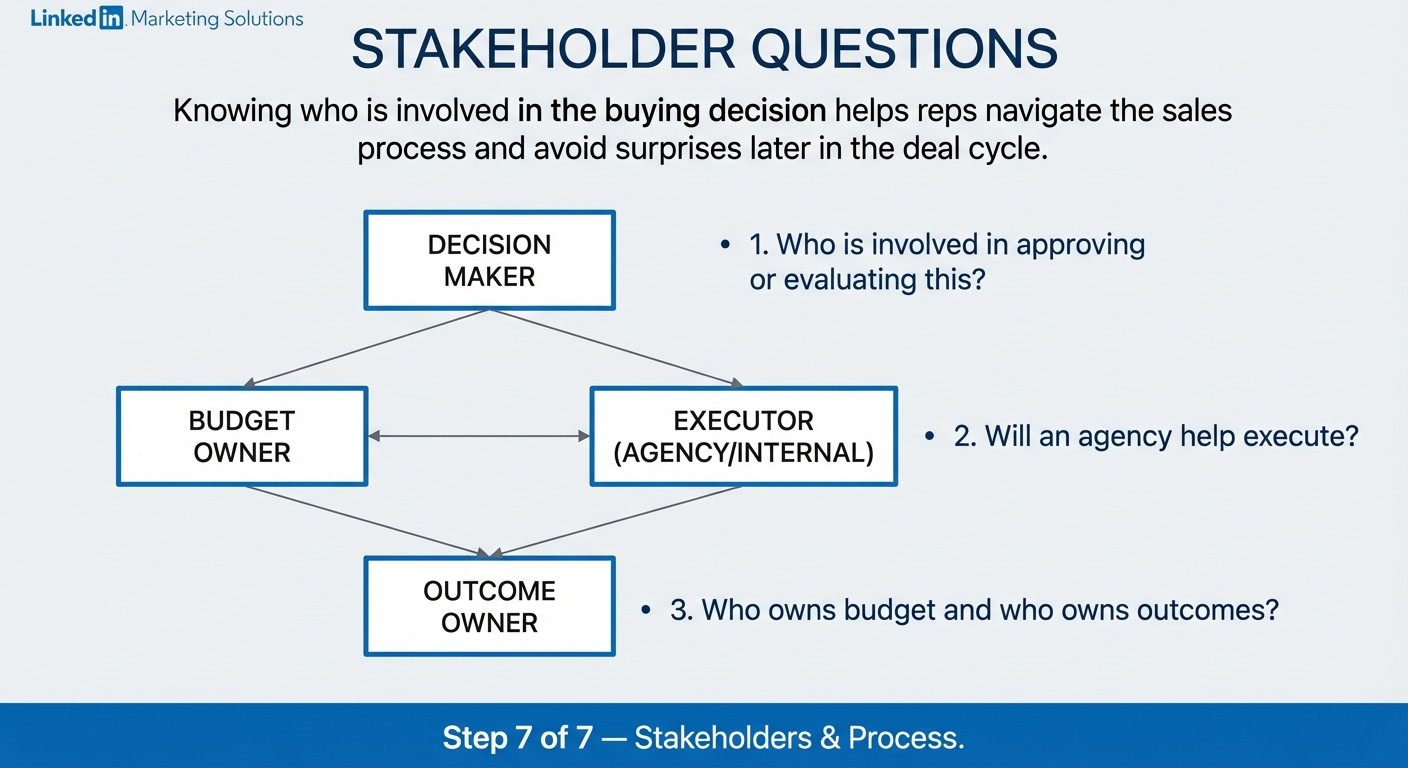 Linked in Marketing Solutions
STAKEHOLDER QUESTIONS
Knowing who is involved in the buying decision helps reps navigate the sales
process and avoid surprises later in the deal cycle.
DECISION
MAKER
• 1. Who is involved in approving
or evaluating this?
BUDGET
OWNER
EXECUTOR
(AGENCY/INTERNAL)
• 2. Will an agency help execute?
OUTCOME
OWNER
• 3. Who owns budget and who owns outcomes?
Step 7 of 7 — Stakeholders & Process.